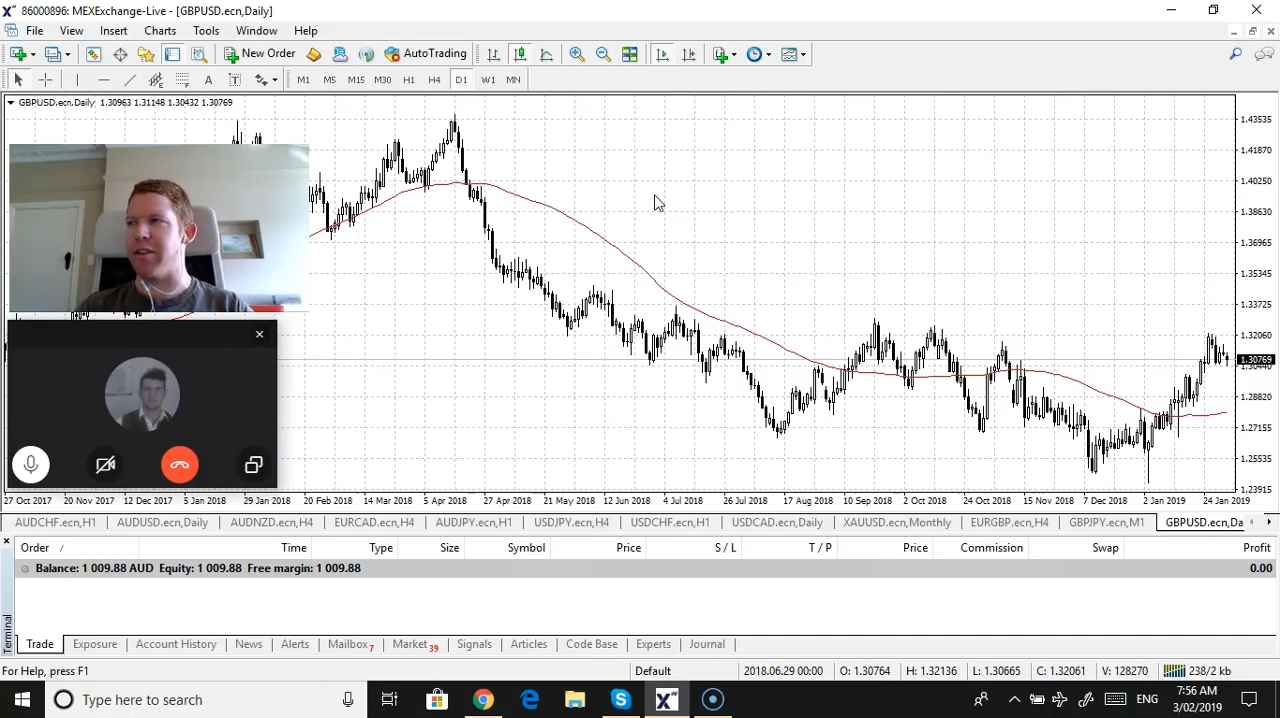 86000896: MEXExchange-Live - [GBPUSD.ecn,Daily]
File View Insert Charts Tools Window Help
New Order AutoTrading
M1 M5 M15 M30 H1 H4 D1 W1 MN
GBPUSD.ecn,Daily 1.30963 1.31148 1.30432 1.30769
1.43535
1.41870
1.40250
1.38630
1.36965
1.35345
1.33725
1.32060
1.30769
1.30440
1.28820
1.27155
1.25535
1.23915
27 Oct 2017 20 Nov 2017 12 Dec 2017 5 Jan 2018 29 Jan 2018 20 Feb 2018 14 Mar 2018 5 Apr 2018 27 Apr 2018 21 May 2018 12 Jun 2018 4 Jul 2018 26 Jul 2018 17 Aug 2018 10 Sep 2018 2 Oct 2018 24 Oct 2018 15 Nov 2018 7 Dec 2018 2 Jan 2019 24 Jan 2019
AUDCHF.ecn,H1 AUDUSD.ecn,Daily AUDNZD.ecn,H4 EURCAD.ecn,H4 AUDJPY.ecn,H1 USDJPY.ecn,H4 USDCHF.ecn,H1 USDCAD.ecn,Daily XAUUSD.ecn,Monthly EURGBP.ecn,H4 GBPJPY.ecn,M1 GBPUSD.ecn,Da
Order / Time Type Size Symbol Price S / L T / P Price Commission Swap Profit
Balance: 1 009.88 AUD Equity: 1 009.88 Free margin: 1 009.88 0.00
Terminal
Trade Exposure Account History News Alerts Mailbox 7 Market 39 Signals Articles Code Base Experts Journal
For Help, press F1 Default 2018.06.29 00:00 O: 1.30764 H: 1.32136 L: 1.30665 C: 1.32061 V: 128270 238/2 kb
Type here to search ENG 7:56 AM
3/02/2019